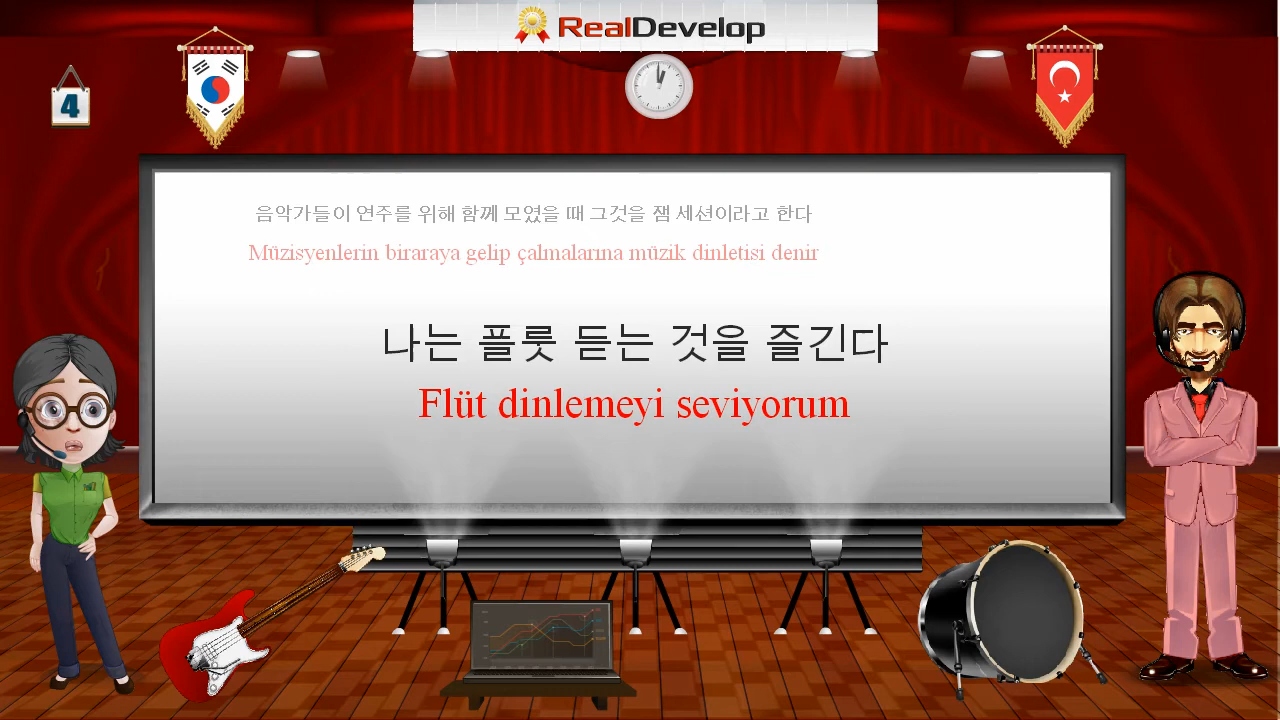 RealDevelop
4
음악가들이 연주를 위해 함께 모였을 때 그것을 잼 세션이라고 한다
Müzisyenlerin biraraya gelip çalmalarına müzik dinletisi denir
나는 플룻 듣는 것을 즐긴다
Flüt dinlemeyi seviyorum